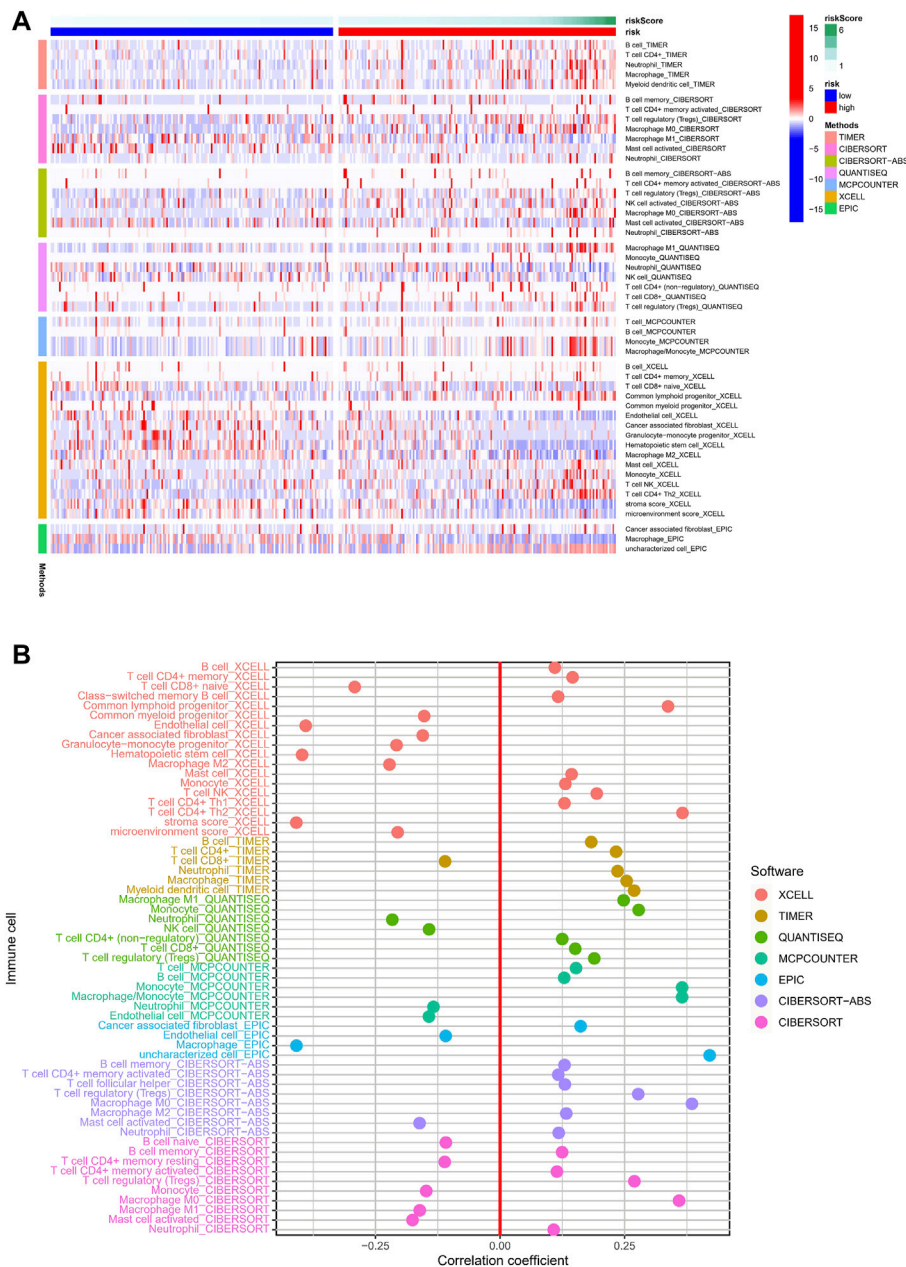 A
riskScore
risk
B cell_TIMER
T cell CD4+_TIMER
Neutrophil_TIMER
Macrophage_TIMER
Myeloid dendritic cell_TIMER
B cell memory_CIBERSORT
T cell CD4+ memory activated_CIBERSORT
T cell regulatory (Tregs)_CIBERSORT
Macrophage M0_CIBERSORT
Macrophage M1_CIBERSORT
Mast cell activated_CIBERSORT
Neutrophil_CIBERSORT
B cell memory_CIBERSORT-ABS
T cell CD4+ memory activated_CIBERSORT-ABS
T cell regulatory (Tregs)_CIBERSORT-ABS
NK cell activated_CIBERSORT-ABS
Macrophage M0_CIBERSORT-ABS
Mast cell activated_CIBERSORT-ABS
Neutrophil_CIBERSORT-ABS
Macrophage M1_QUANTISEQ
Monocyte_QUANTISEQ
Neutrophil_QUANTISEQ
NK cell_QUANTISEQ
T cell CD4+ (non-regulatory)_QUANTISEQ
T cell CD8+_QUANTISEQ
T cell regulatory (Tregs)_QUANTISEQ
T cell_MCPCOUNTER
B cell_MCPCOUNTER
Monocyte_MCPCOUNTER
Macrophage/Monocyte_MCPCOUNTER
B cell_XCELL
T cell CD4+ memory_XCELL
T cell CD8+ naive_XCELL
Common lymphoid progenitor_XCELL
Common myeloid progenitor_XCELL
Endothelial cell_XCELL
Cancer associated fibroblast_XCELL
Granulocyte-monocyte progenitor_XCELL
Hematopoietic stem cell_XCELL
Macrophage M2_XCELL
Mast cell_XCELL
Monocyte_XCELL
T cell NK_XCELL
T cell CD4+ Th2_XCELL
stroma score_XCELL
microenvironment score_XCELL
Cancer associated fibroblast_EPIC
Macrophage_EPIC
uncharacterized cell_EPIC
Methods
15
10
5
0
−5
−10
−15
riskScore
6
1
risk
low
high
Methods
TIMER
CIBERSORT
CIBERSORT-ABS
QUANTISEQ
MCPCOUNTER
XCELL
EPIC
B
Immune cell
B cell_XCELL
T cell CD4+ memory_XCELL
T cell CD8+ naive_XCELL
Class−switched memory B cell_XCELL
Common lymphoid progenitor_XCELL
Common myeloid progenitor_XCELL
Endothelial cell_XCELL
Cancer associated fibroblast_XCELL
Granulocyte−monocyte progenitor_XCELL
Hematopoietic stem cell_XCELL
Macrophage M2_XCELL
Mast cell_XCELL
Monocyte_XCELL
T cell NK_XCELL
T cell CD4+ Th1_XCELL
T cell CD4+ Th2_XCELL
stroma score_XCELL
microenvironment score_XCELL
B cell_TIMER
T cell CD4+_TIMER
T cell CD8+_TIMER
Neutrophil_TIMER
Macrophage_TIMER
Myeloid dendritic cell_TIMER
Macrophage M1_QUANTISEQ
Monocyte_QUANTISEQ
Neutrophil_QUANTISEQ
NK cell_QUANTISEQ
T cell CD4+ (non−regulatory)_QUANTISEQ
T cell CD8+_QUANTISEQ
T cell regulatory (Tregs)_QUANTISEQ
T cell_MCPCOUNTER
B cell_MCPCOUNTER
Monocyte_MCPCOUNTER
Macrophage/Monocyte_MCPCOUNTER
Neutrophil_MCPCOUNTER
Endothelial cell_MCPCOUNTER
Cancer associated fibroblast_EPIC
Endothelial cell_EPIC
Macrophage_EPIC
uncharacterized cell_EPIC
B cell memory_CIBERSORT−ABS
T cell CD4+ memory activated_CIBERSORT−ABS
T cell follicular helper_CIBERSORT−ABS
T cell regulatory (Tregs)_CIBERSORT−ABS
Macrophage M0_CIBERSORT−ABS
Macrophage M2_CIBERSORT−ABS
Mast cell activated_CIBERSORT−ABS
Neutrophil_CIBERSORT−ABS
B cell naive_CIBERSORT
B cell memory_CIBERSORT
T cell CD4+ memory resting_CIBERSORT
T cell CD4+ memory activated_CIBERSORT
T cell regulatory (Tregs)_CIBERSORT
Monocyte_CIBERSORT
Macrophage M0_CIBERSORT
Macrophage M1_CIBERSORT
Mast cell activated_CIBERSORT
Neutrophil_CIBERSORT
−0.25
0.00
0.25
Correlation coefficient
Software
XCELL
TIMER
QUANTISEQ
MCPCOUNTER
EPIC
CIBERSORT−ABS
CIBERSORT